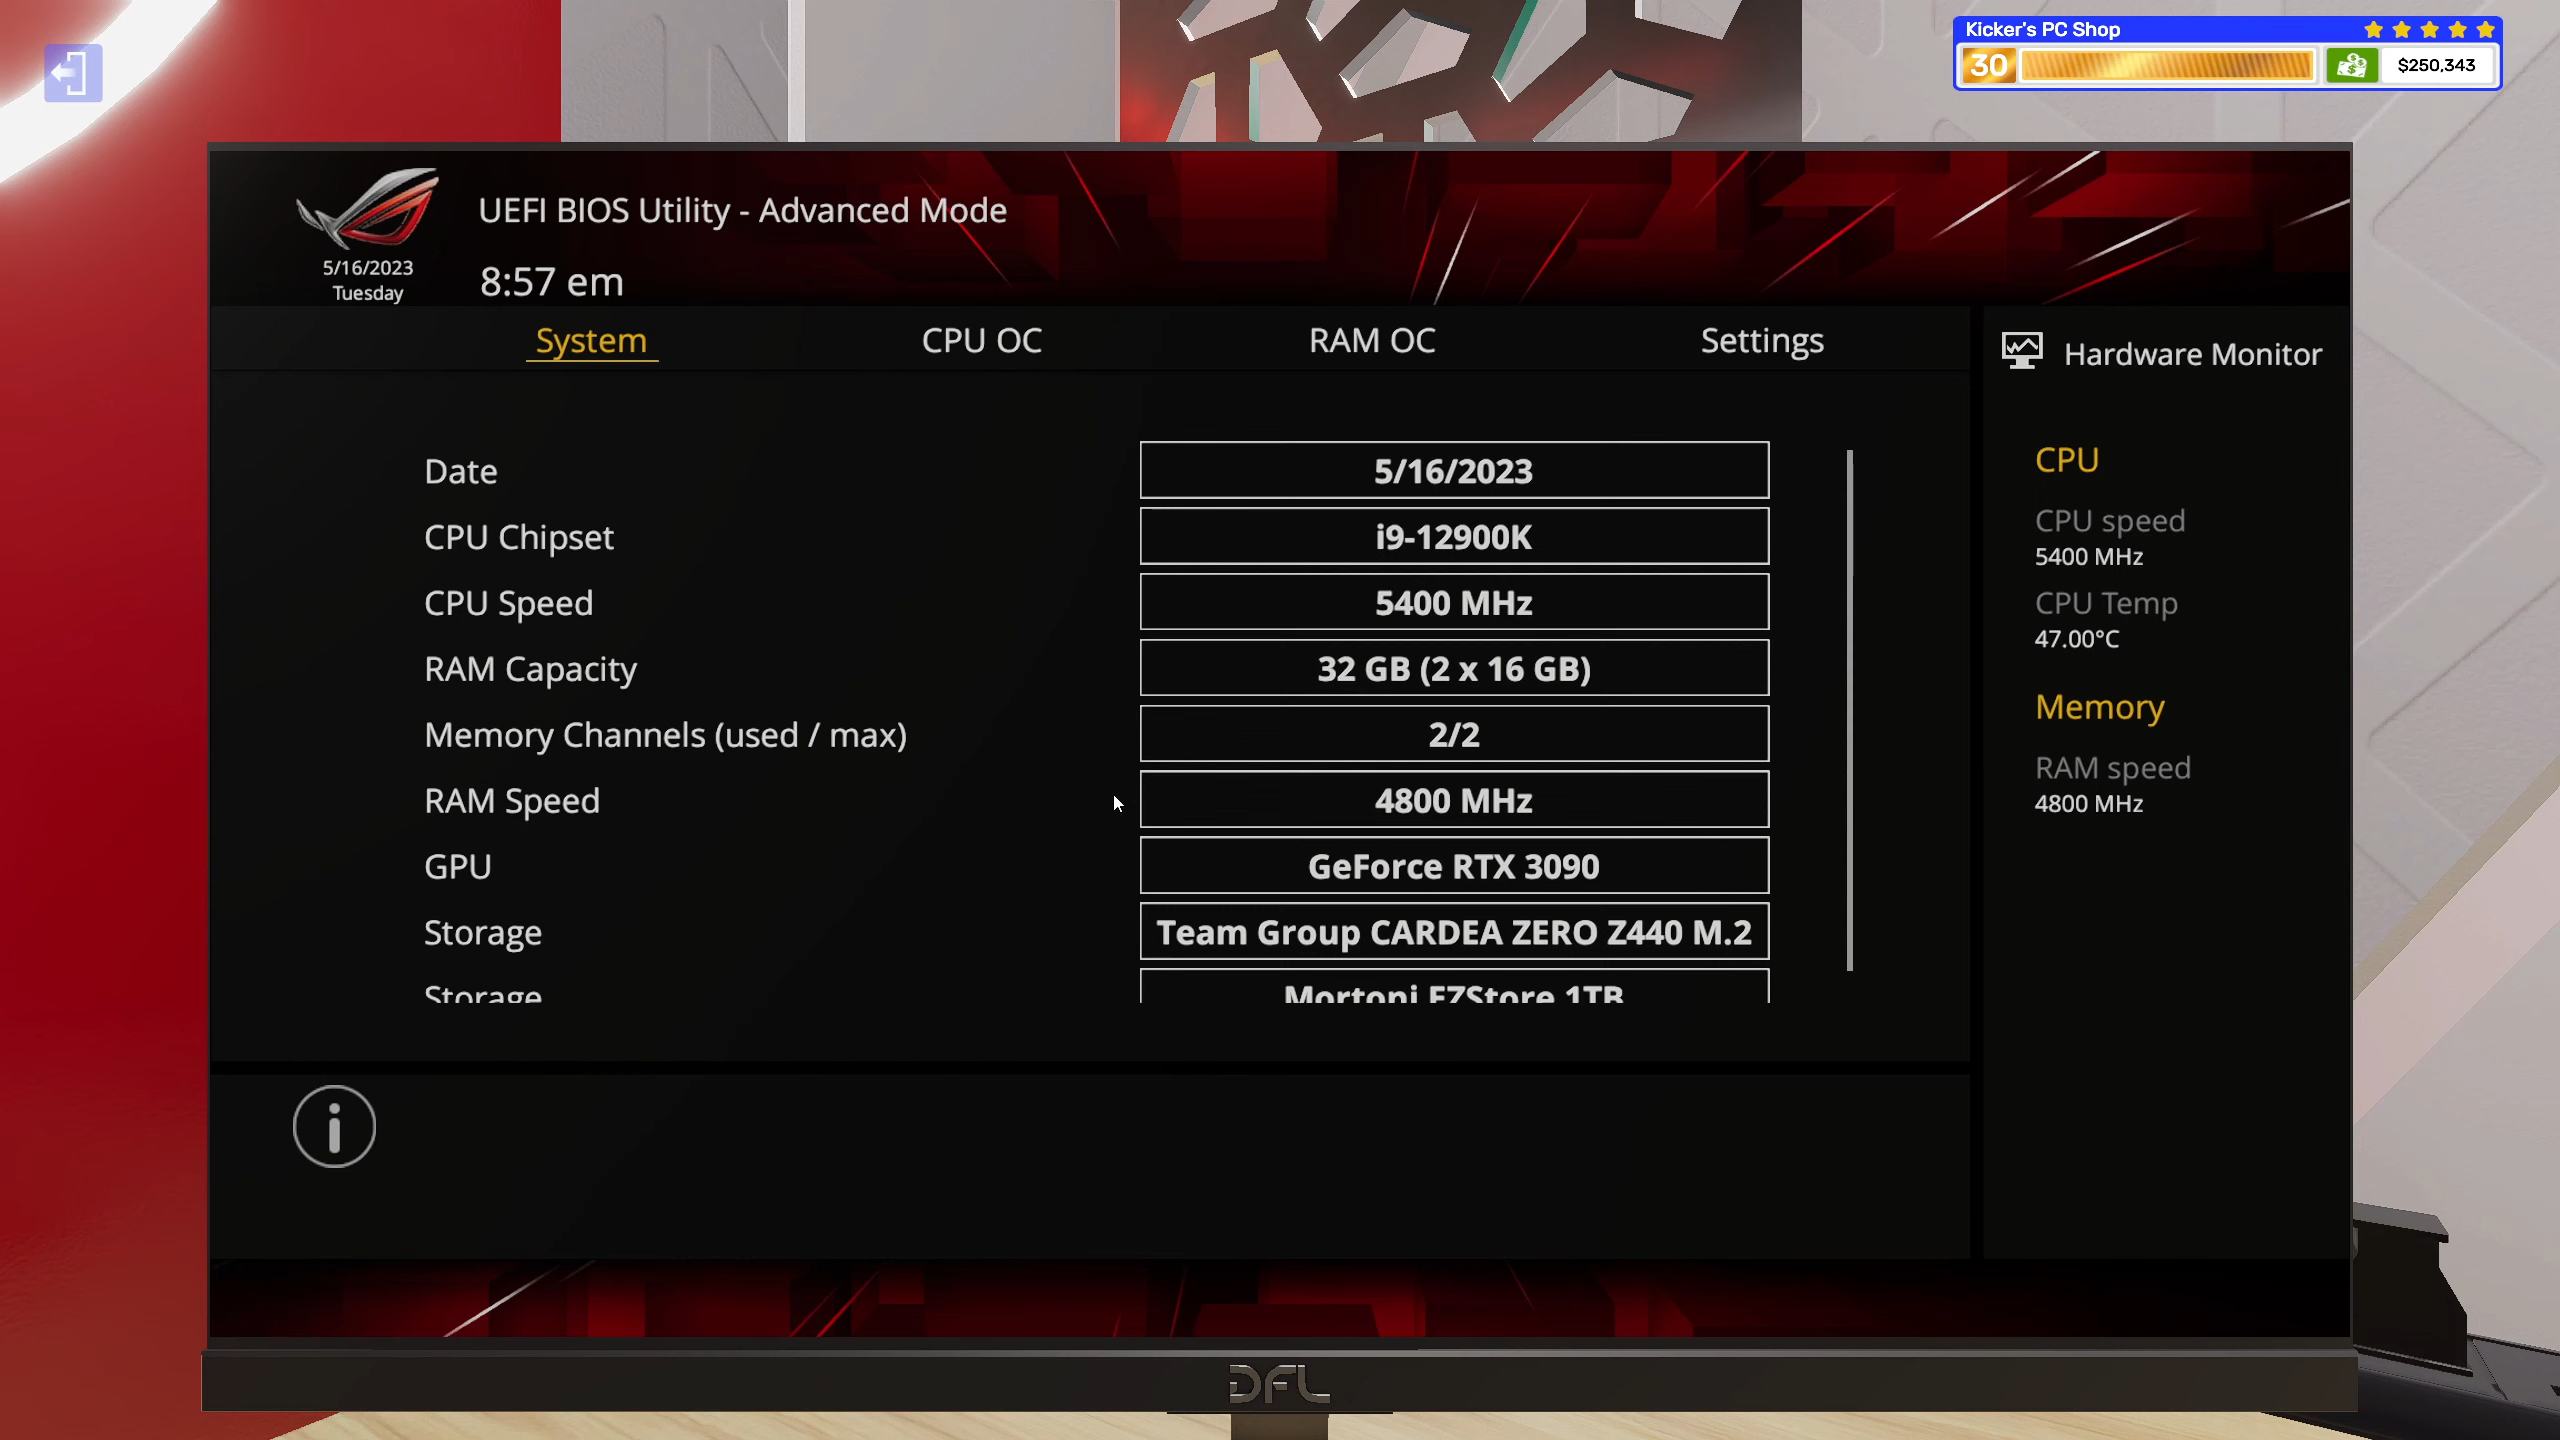 Kicker's PC Shop
30
$250,343
UEFI BIOS Utility - Advanced Mode
5/16/2023
Tuesday
8:57 em
System
CPU OC
RAM OC
Settings
Hardware Monitor
Date
5/16/2023
CPU Chipset
i9-12900K
CPU Speed
5400 MHz
RAM Capacity
32 GB (2 x 16 GB)
Memory Channels (used / max)
2/2
RAM Speed
4800 MHz
GPU
GeForce RTX 3090
Storage
Team Group CARDEA ZERO Z440 M.2
Storage
Mortoni EZStore 1TB
CPU
CPU speed
5400 MHz
CPU Temp
47.00°C
Memory
RAM speed
4800 MHz
DFL